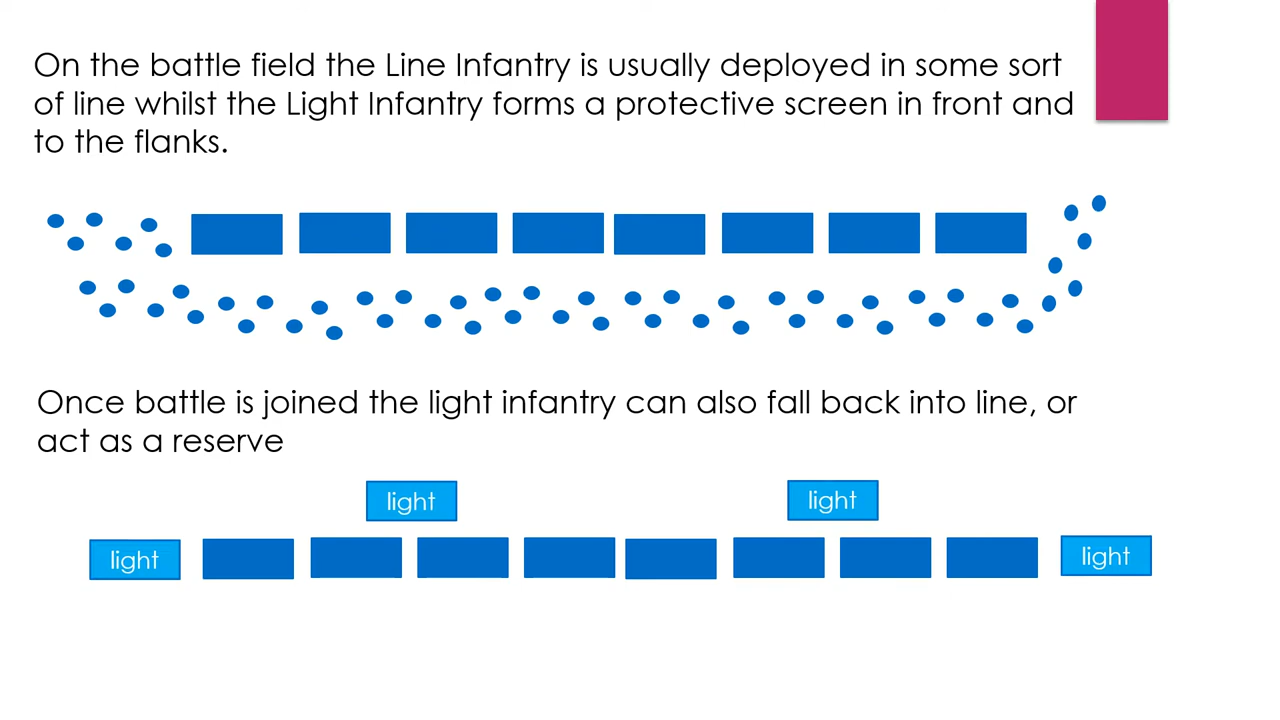 On the battle field the Line Infantry is usually deployed in some sort
of line whilst the Light Infantry forms a protective screen in front and
to the flanks.
Once battle is joined the light infantry can also fall back into line, or
act as a reserve
light
light
light
light